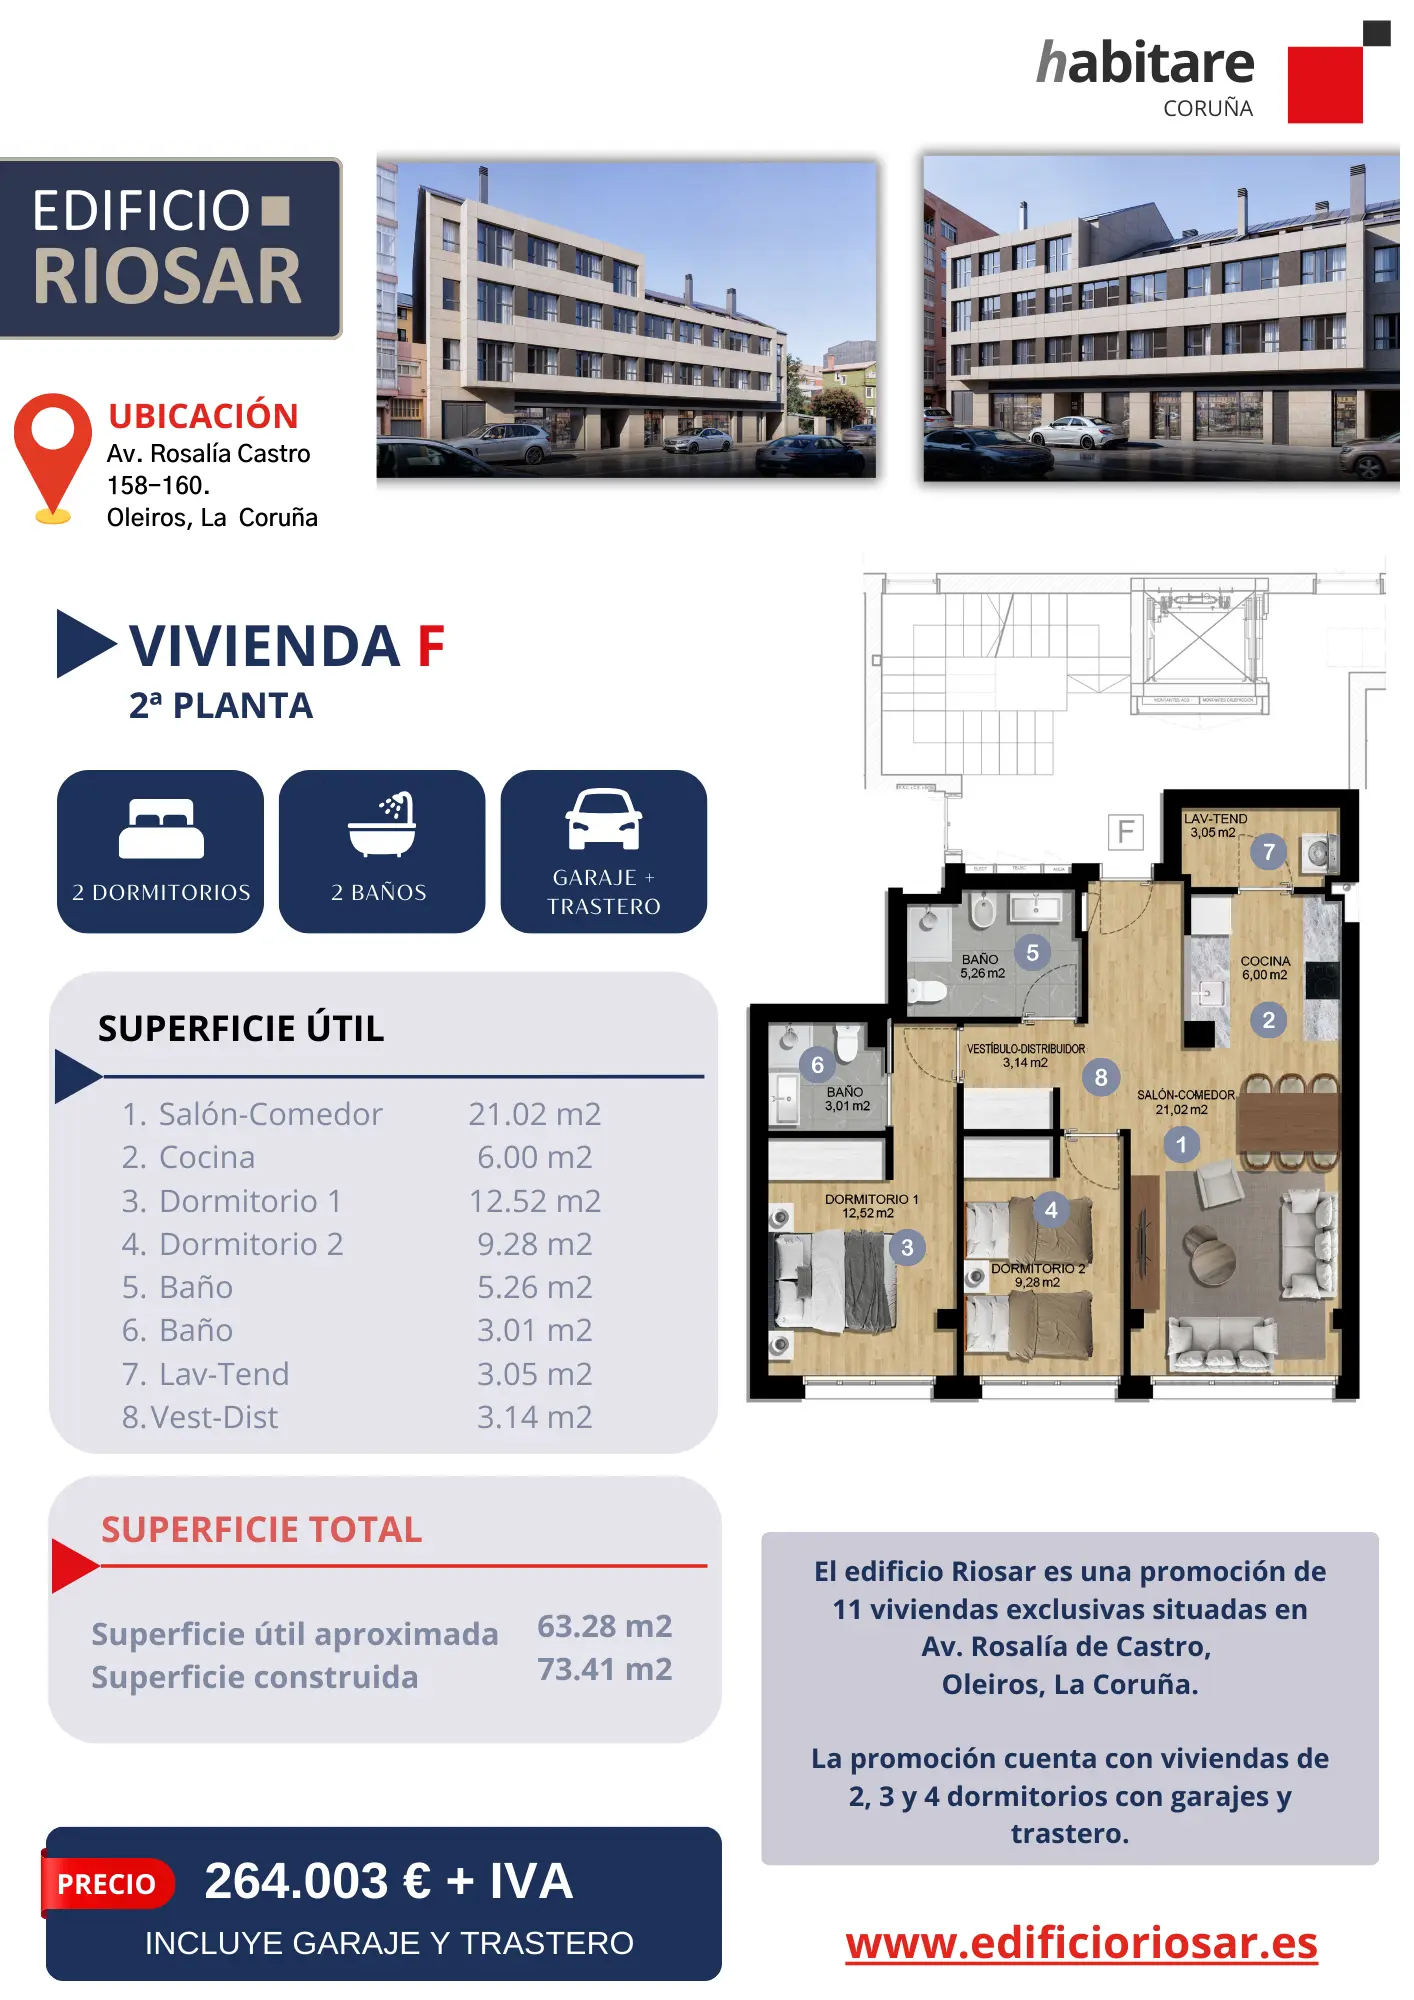 habitare
CORUÑA
EDIFICIO
RIOSAR
UBICACIÓN
Av. Rosalía Castro
158-160.
Oleiros, La Coruña
VIVIENDA F
2ª PLANTA
2 DORMITORIOS
2 BAÑOS
GARAJE +
TRASTERO
SUPERFICIE ÚTIL
1. Salón-Comedor 21.02 m2
2. Cocina 6.00 m2
3. Dormitorio 1 12.52 m2
4. Dormitorio 2 9.28 m2
5. Baño 5.26 m2
6. Baño 3.01 m2
7. Lav-Tend 3.05 m2
8. Vest-Dist 3.14 m2
SUPERFICIE TOTAL
Superficie útil aproximada 63.28 m2
Superficie construida 73.41 m2
PRECIO
264.003 € + IVA
INCLUYE GARAJE Y TRASTERO
F
LAV-TEND
3,05 m2
7
BAÑO
5,26 m2
5
COCINA
6,00 m2
2
VESTÍBULO-DISTRIBUIDOR
3,14 m2
8
6
BAÑO
3,01 m2
SALÓN-COMEDOR
21,02 m2
1
DORMITORIO 1
12,52 m2
3
4
DORMITORIO 2
9,28 m2
El edificio Riosar es una promoción de
11 viviendas exclusivas situadas en
Av. Rosalía de Castro,
Oleiros, La Coruña.
La promoción cuenta con viviendas de
2, 3 y 4 dormitorios con garajes y
trastero.
www.edificioriosar.es